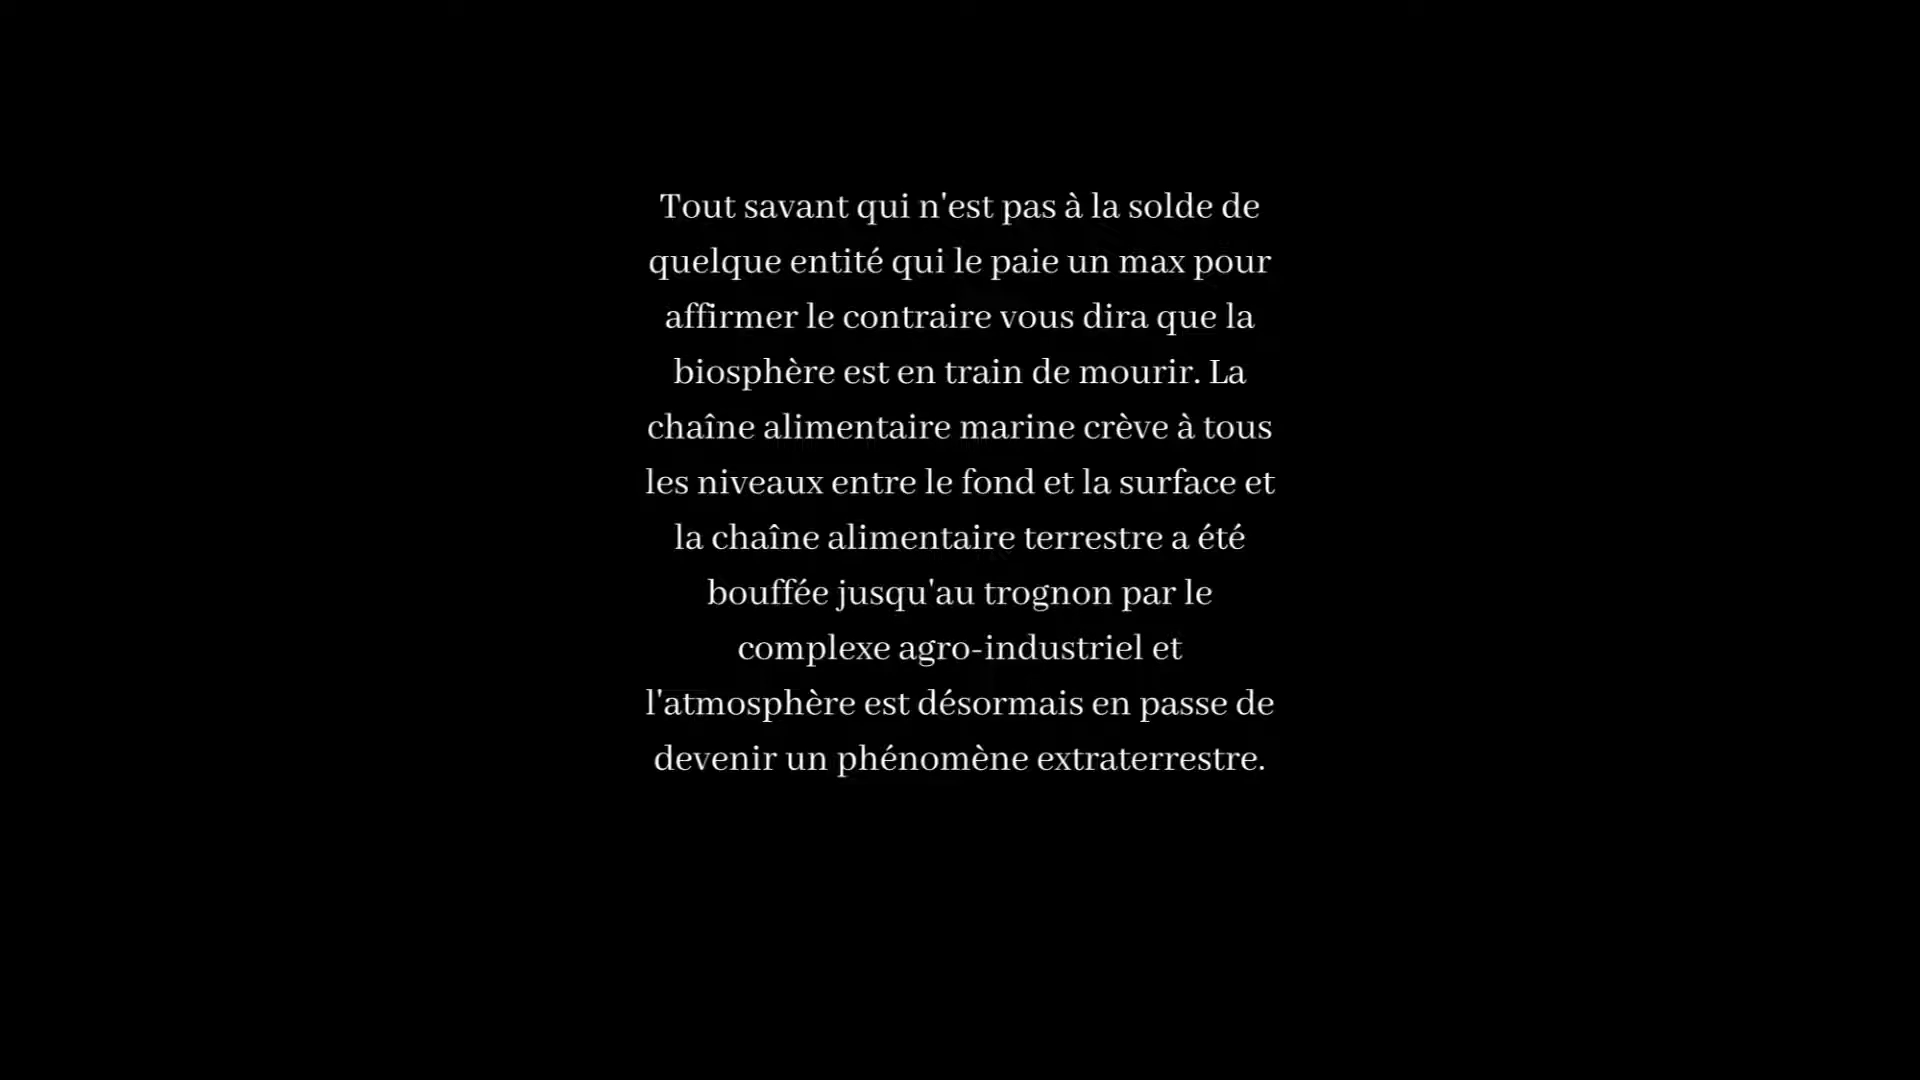 Tout savant qui n'est pas à la solde de
quelque entité qui le paie un max pour
affirmer le contraire vous dira que la
biosphère est en train de mourir. La
chaîne alimentaire marine crève à tous
les niveaux entre le fond et la surface et
la chaîne alimentaire terrestre a été
bouffée jusqu'au trognon par le
complexe agro-industriel et
l'atmosphère est désormais en passe de
devenir un phénomène extraterrestre.